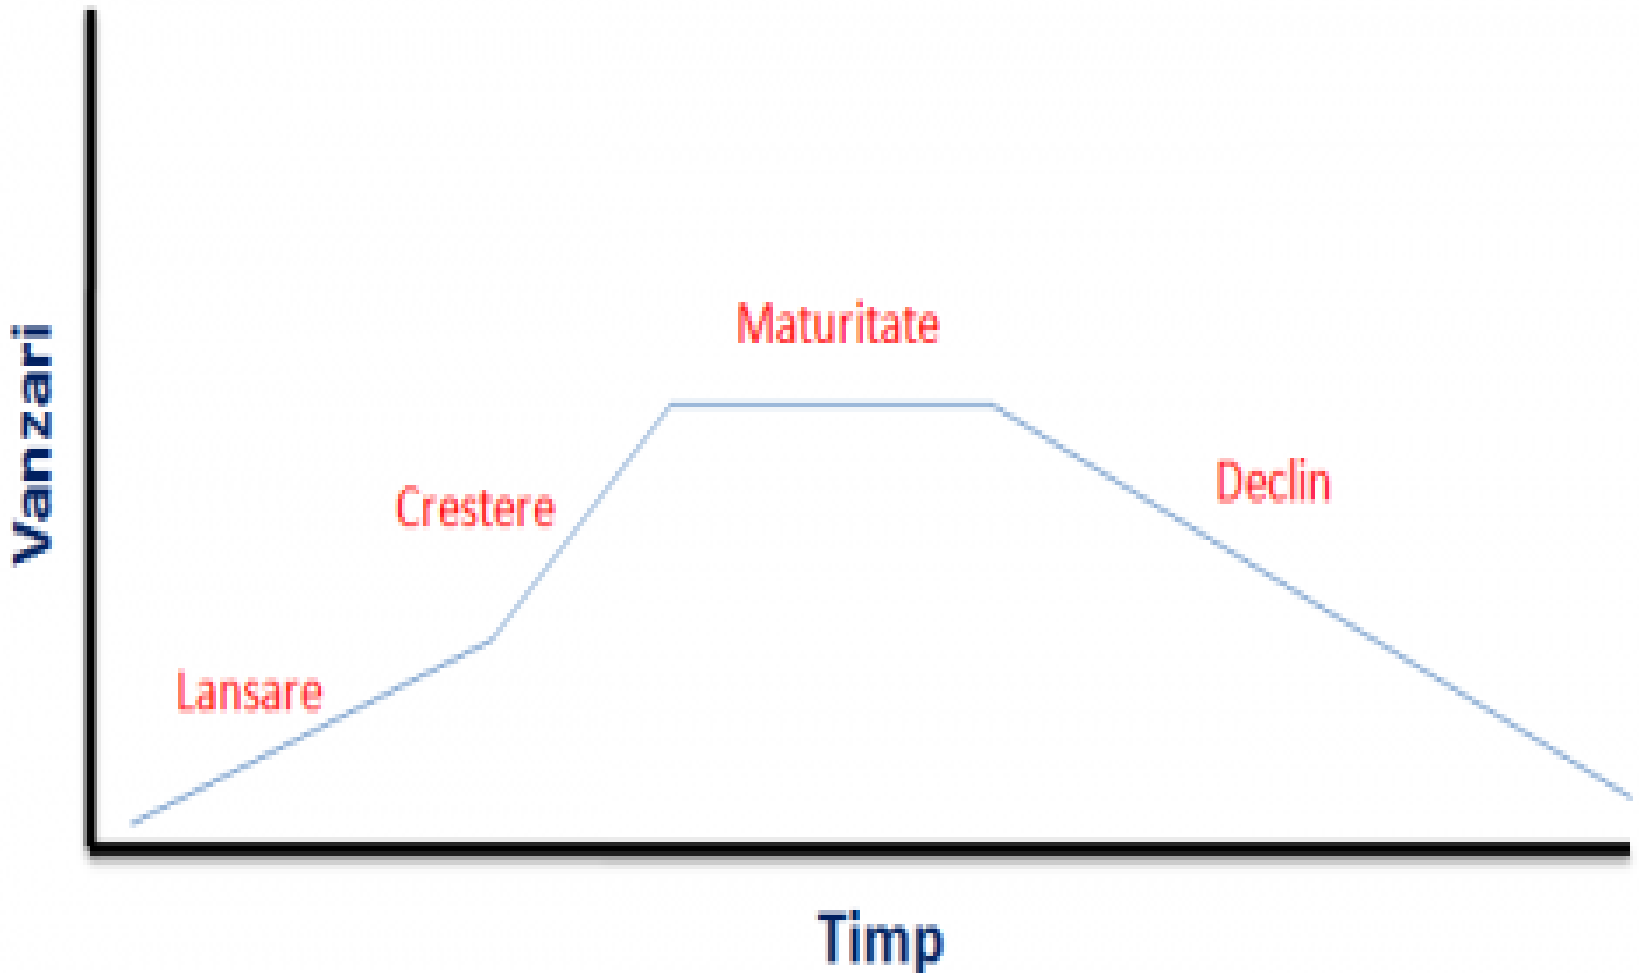 Maturitate
Declin
Crestere
Lansare
Vanzari
Timp